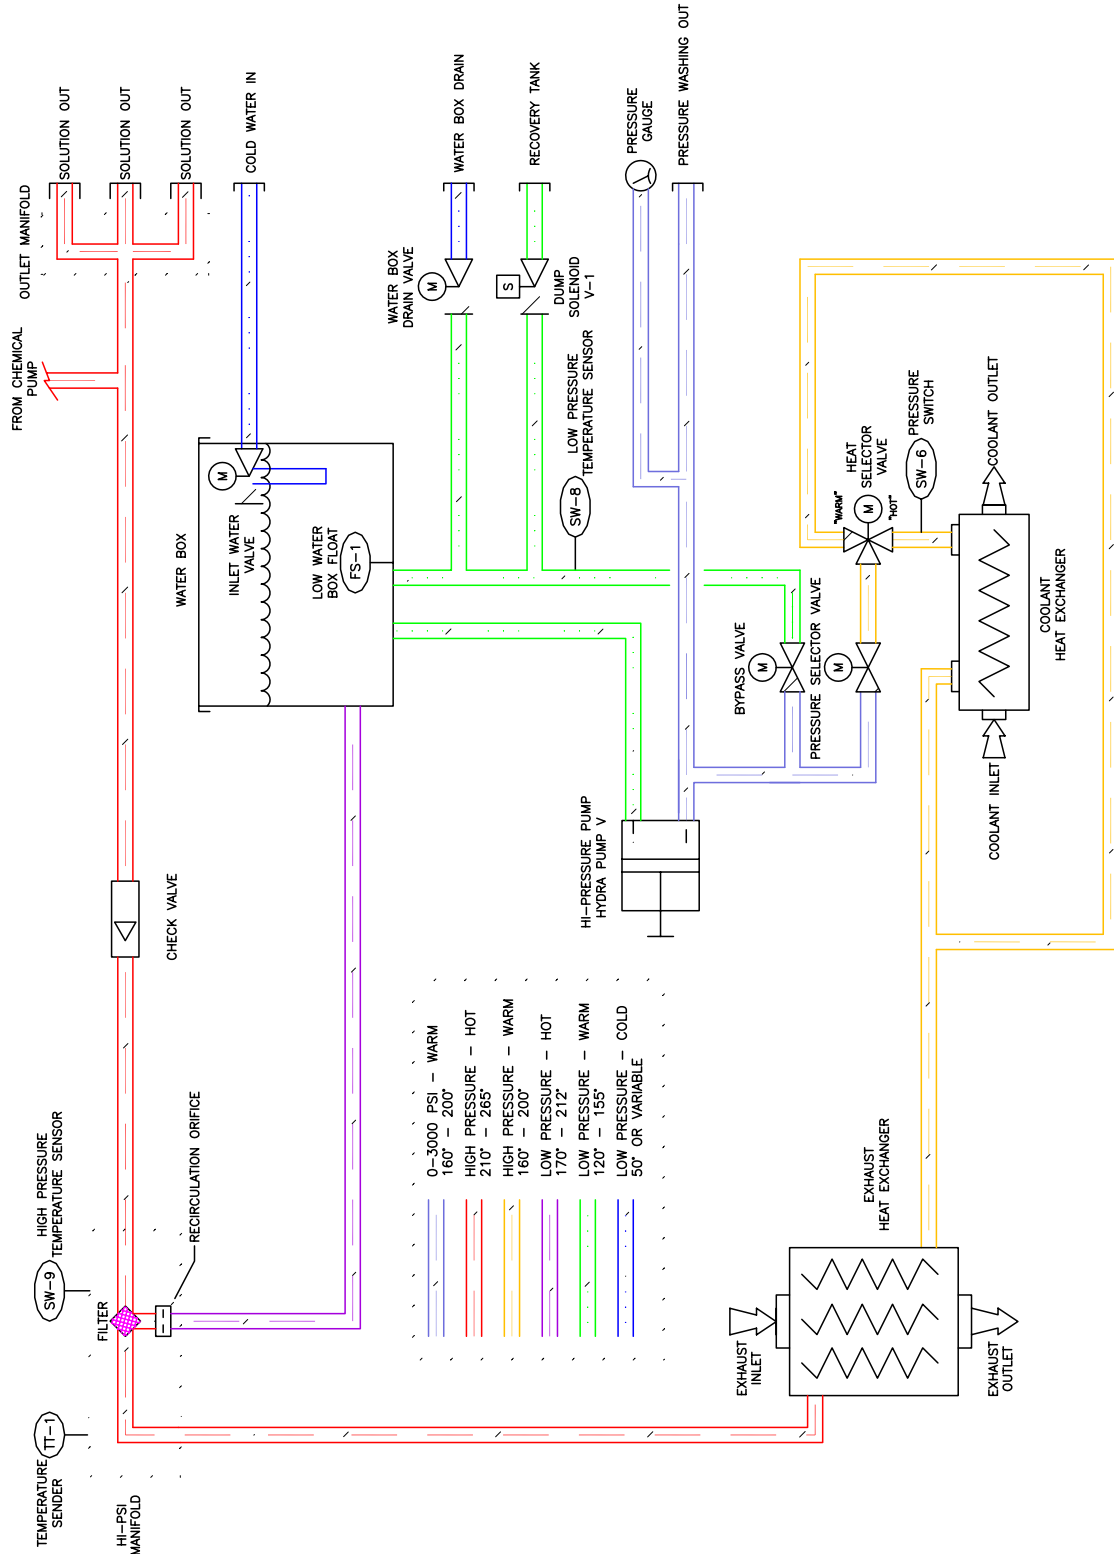 TEMPERATURE
SENDER
TT-1
HI-PSI
MANIFOLD
HIGH PRESSURE
TEMPERATURE SENSOR
SW-9
FILTER
RECIRCULATION ORIFICE
CHECK VALVE
FROM CHEMICAL
PUMP
OUTLET MANIFOLD
SOLUTION OUT
SOLUTION OUT
SOLUTION OUT
COLD WATER IN
WATER BOX
INLET WATER
VALVE
M
LOW WATER
BOX FLOAT
FS-1
WATER BOX
DRAIN VALVE
M
WATER BOX DRAIN
S
DUMP
SOLENOID
V-1
RECOVERY TANK
LOW PRESSURE
TEMPERATURE SENSOR
SW-8
PRESSURE
GAUGE
PRESSURE WASHING OUT
HI-PRESSURE PUMP
HYDRA PUMP V
BYPASS VALVE
M
PRESSURE SELECTOR VALVE
M
HEAT
SELECTOR
VALVE
"WARM"
M
"HOT"
PRESSURE
SWITCH
SW-6
COOLANT OUTLET
COOLANT
HEAT EXCHANGER
COOLANT INLET
0-3000 PSI - WARM
160° - 200°
HIGH PRESSURE - HOT
210° - 265°
HIGH PRESSURE - WARM
160° - 200°
LOW PRESSURE - HOT
170° - 212°
LOW PRESSURE - WARM
120° - 155°
LOW PRESSURE - COLD
50° OR VARIABLE
EXHAUST
HEAT EXCHANGER
EXHAUST
INLET
EXHAUST
OUTLET